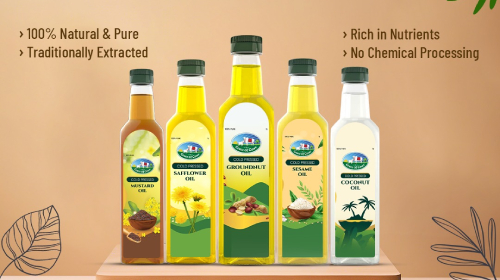 › 100% Natural & Pure
› Traditionally Extracted
› Rich in Nutrients
› No Chemical Processing
COLD PRESSED
MUSTARD
OIL
COLD PRESSED
SAFFLOWER
OIL
COLD PRESSED
GROUNDNUT
OIL
COLD PRESSED
SESAME
OIL
COLD PRESSED
COCONUT
OIL